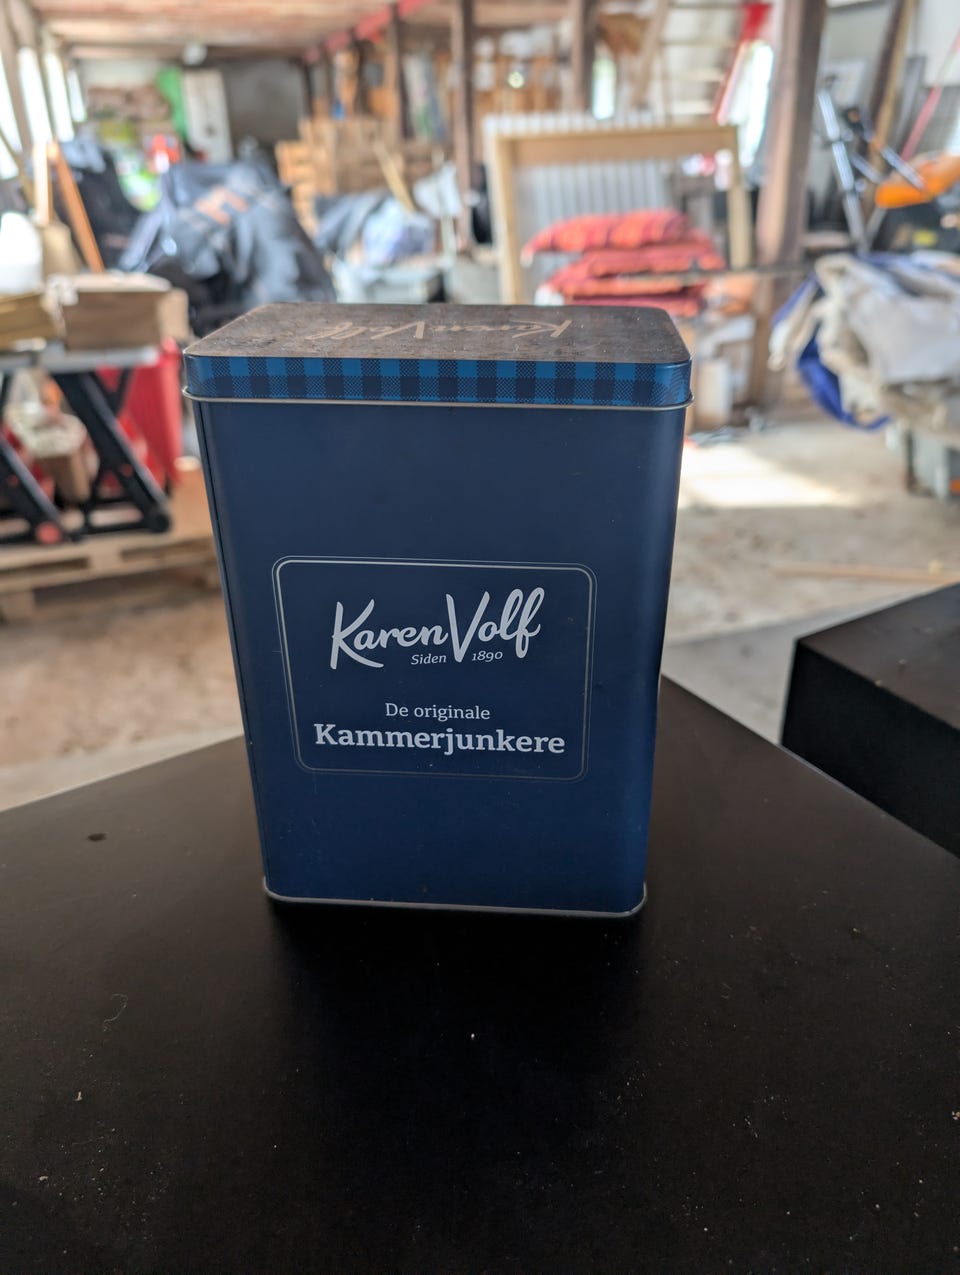 Karen Volf
Karen Volf
Siden 1890
De originale
Kammerjunkere